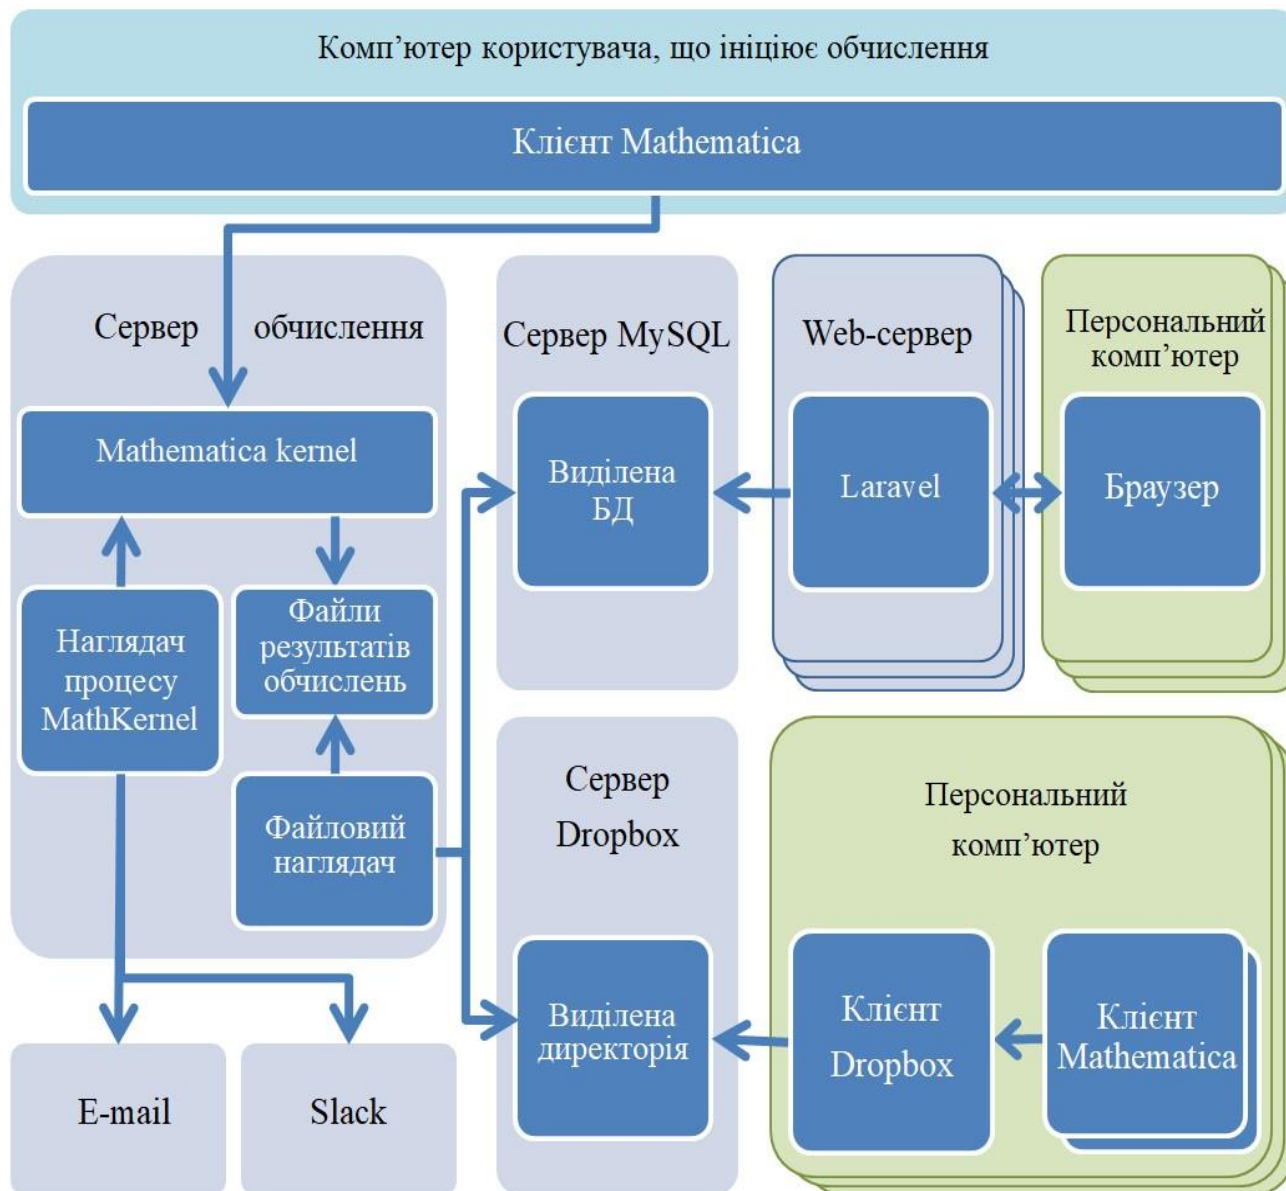 Комп’ютер користувача, що ініціює обчислення
Клієнт Mathematica
Сервер обчислення
Mathematica kernel
Наглядач
процесу
MathKernel
Файли
результатів
обчислень
Файловий
наглядач
E-mail
Slack
Сервер MySQL
Виділена
БД
Web-сервер
Laravel
Персональний
комп’ютер
Браузер
Сервер
Dropbox
Виділена
директорія
Персональний
комп’ютер
Клієнт
Dropbox
Клієнт
Mathematica